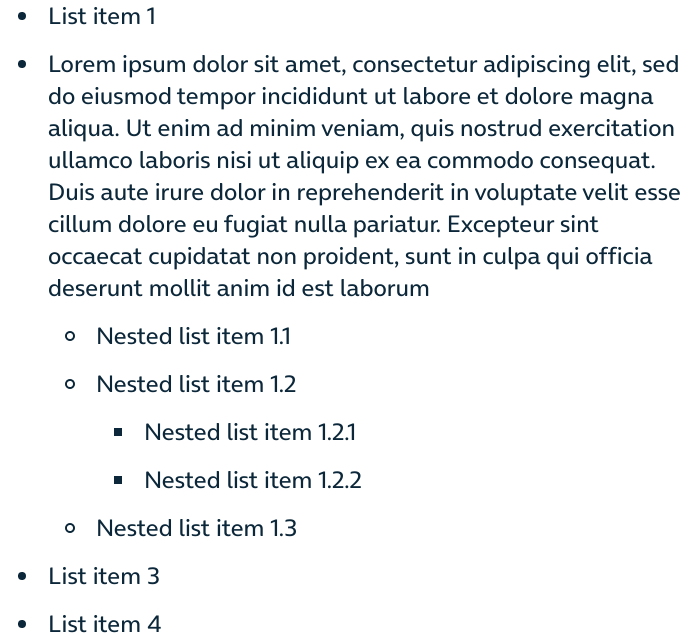 List item 1
Lorem ipsum dolor sit amet, consectetur adipiscing elit, sed
do eiusmod tempor incididunt ut labore et dolore magna
aliqua. Ut enim ad minim veniam, quis nostrud exercitation
ullamco laboris nisi ut aliquip ex ea commodo consequat.
Duis aute irure dolor in reprehenderit in voluptate velit esse
cillum dolore eu fugiat nulla pariatur. Excepteur sint
occaecat cupidatat non proident, sunt in culpa qui officia
deserunt mollit anim id est laborum
Nested list item 1.1
Nested list item 1.2
Nested list item 1.2.1
Nested list item 1.2.2
Nested list item 1.3
List item 3
List item 4